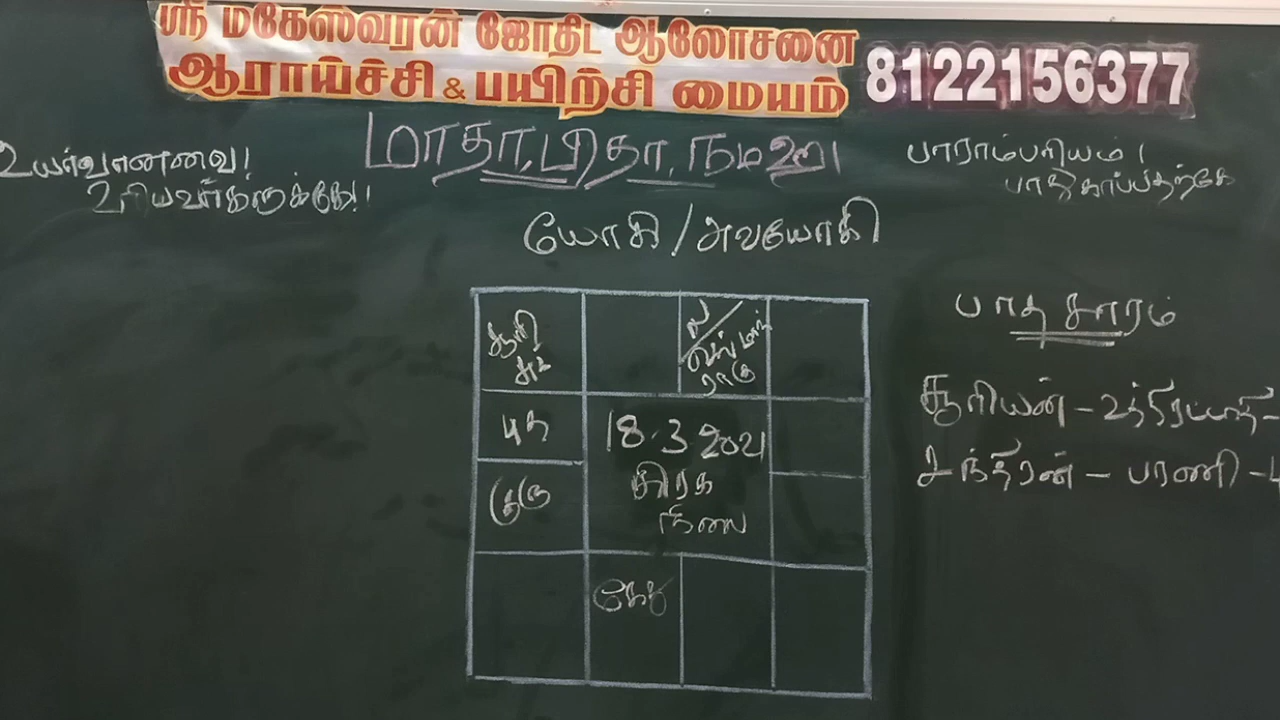 ஸ்ரீ மகேஸ்வரன் ஜோதிட ஆலோசனை
ஆராய்ச்சி & பயிற்சி மையம்
8122156377
மாதா, பிதா, நமஹ
உயர்வானவை!
உரியவர்களுக்கு!!
பாரம்பரியம்!
பாதுகாப்பதற்கே
யோகி / அவயோகி
சூரி
சுக்
ல
செவ் மாந்
ராகு
புத
குரு
18.3.2021
கிரக
நிலை
கேது
பாத சாரம்
சூரியன் - உத்திரட்டாதி -
சந்திரன் - பரணி - 4